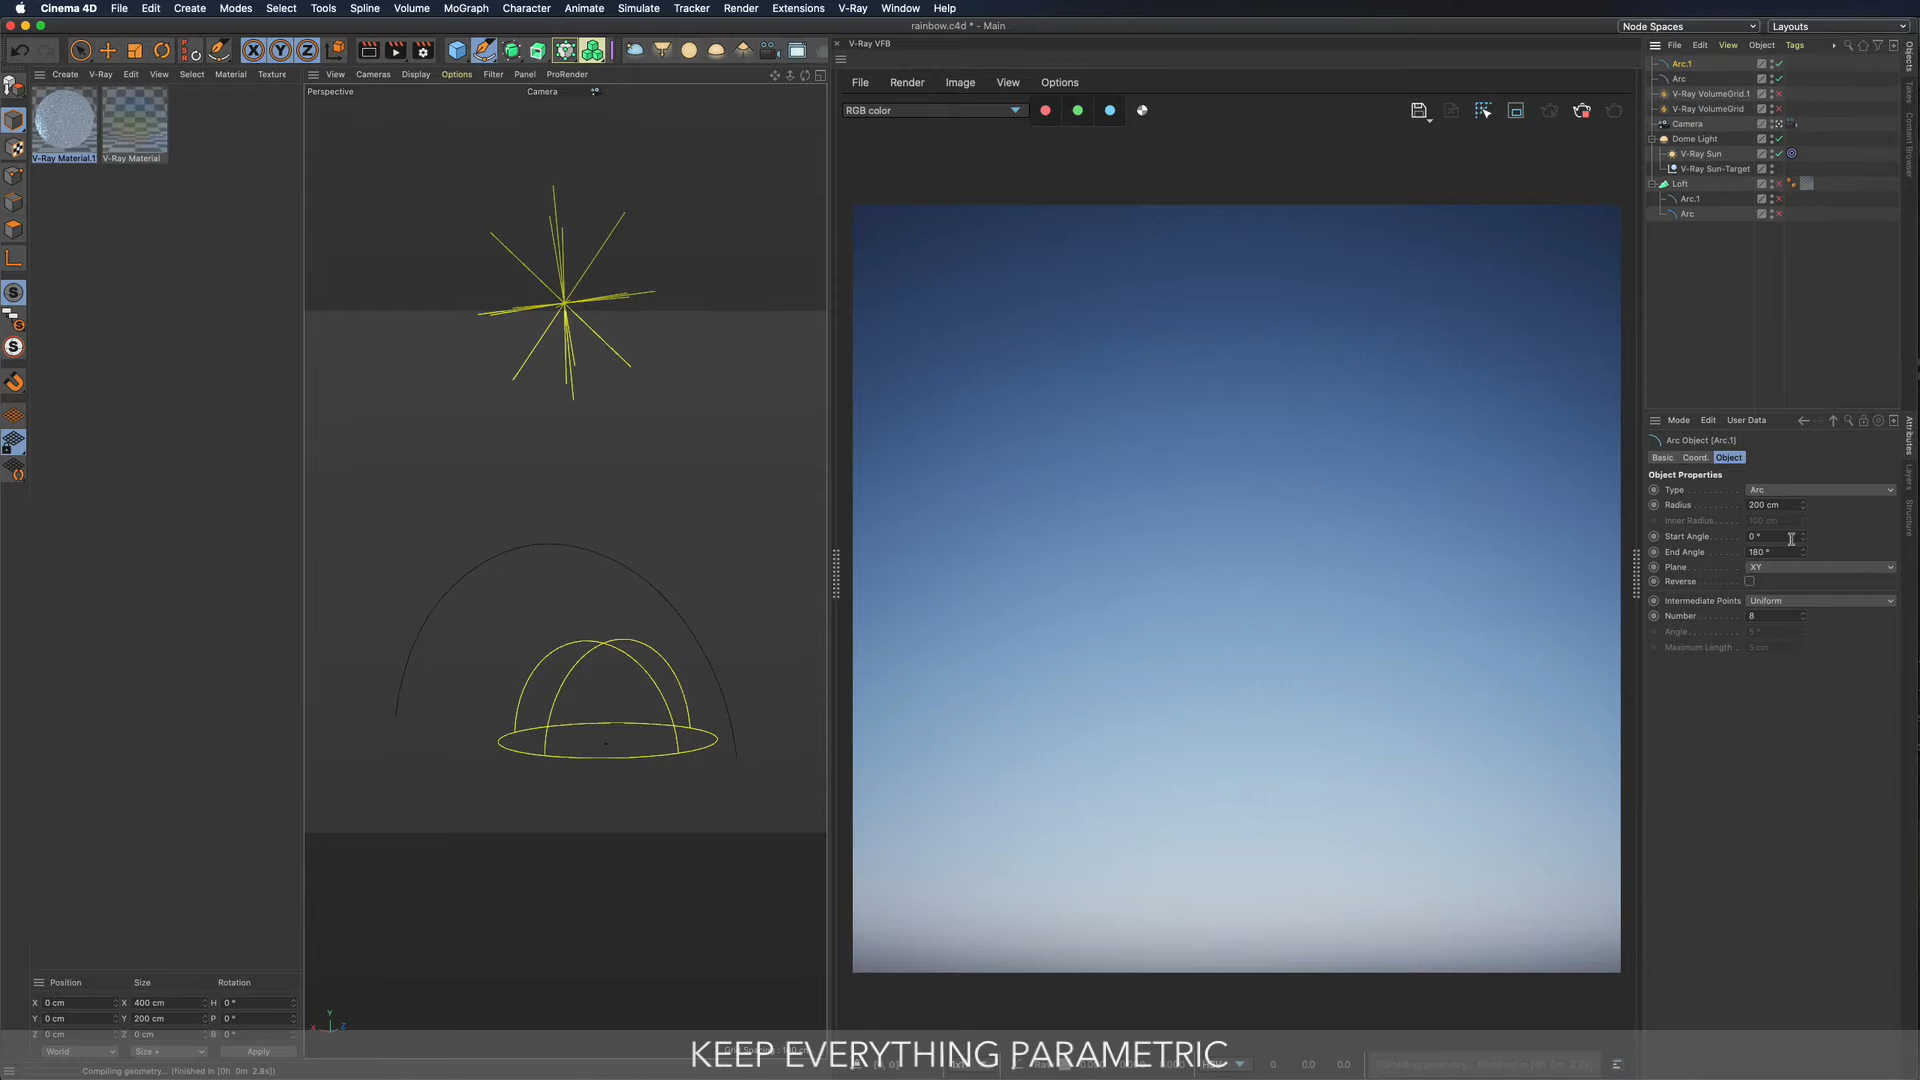 Cinema 4D File Edit Create Modes Select Tools Spline Volume MoGraph Character Animate Simulate Tracker Render Extensions V-Ray Window Help
rainbow.c4d * - Main
Node Spaces
Layouts
Create V-Ray Edit View Select Material Texture
View Cameras Display Options Filter Panel ProRender
V-Ray VFB
File Edit View Object Tags
Perspective
Camera
File Render Image View Options
RGB color
V-Ray Material.1
V-Ray Material
Arc.1
Arc
V-Ray VolumeGrid.1
V-Ray VolumeGrid
Camera
Dome Light
V-Ray Sun
V-Ray Sun-Target
Loft
Arc.1
Arc
Objects
Takes
Content Browser
Attributes
Layers
Structure
Mode Edit User Data
Arc Object [Arc.1]
Basic Coord. Object
Object Properties
Type Arc
Radius 200 cm
Inner Radius 100 cm
Start Angle 0 °
End Angle 180 °
Plane XY
Reverse
Intermediate Points Uniform
Number 8
Angle 5 °
Maximum Length 5 cm
Position Size Rotation
X 0 cm X 400 cm H 0 °
Y 0 cm Y 200 cm P 0 °
Z 0 cm Z 0 cm B 0 °
World Size + Apply
Compiling geometry... (finished in [0h 0m 2.8s])
Y
X
Z
KEEP EVERYTHING PARAMETRIC